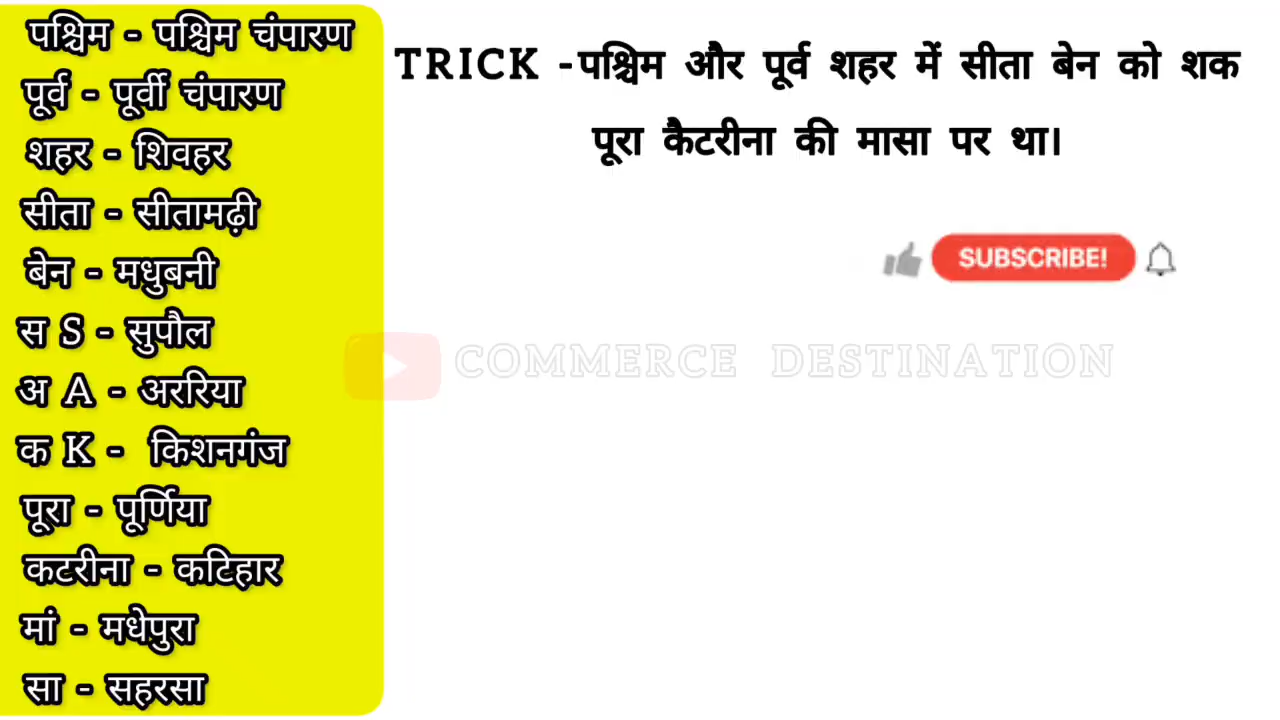 पश्चिम - पश्चिम चंपारण
पूर्व - पूर्वी चंपारण
शहर - शिवहर
सीता - सीतामढ़ी
बेन - मधुबनी
स S - सुपौल
अ A - अररिया
क K - किशनगंज
पूरा - पूर्णिया
कटरीना - कटिहार
मां - मधेपुरा
सा - सहरसा
TRICK -पश्चिम और पूर्व शहर में सीता बेन को शक
पूरा कैटरीना की मासा पर था।
SUBSCRIBE!
COMMERCE DESTINATION